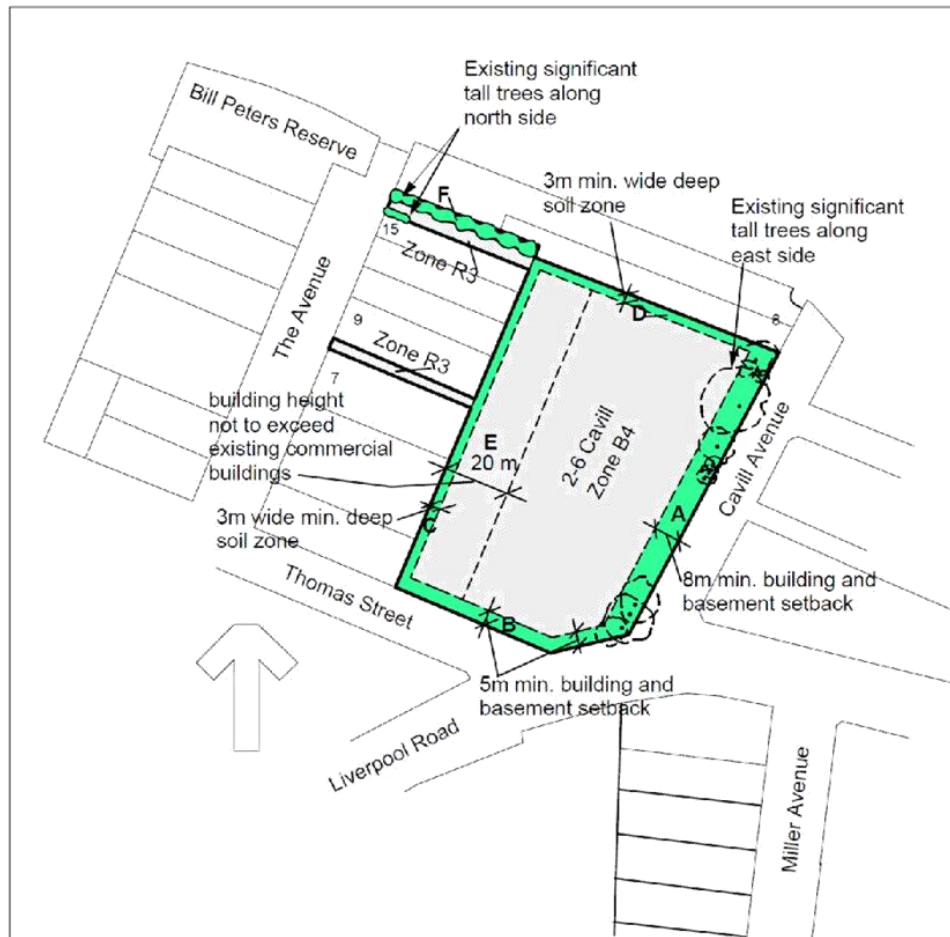 Existing significant
tall trees along
north side
Bill Peters Reserve
3m min. wide deep
soil zone
Existing significant
tall trees along
east side
F
15
Zone R3
D
8
The Avenue
9
Zone R3
7
building height
not to exceed
existing commercial
buildings
E
20 m
2-6 Cavill
Zone B4
Cavill Avenue
A
3m wide min. deep
soil zone
C
8m min. building and
basement setback
Thomas Street
B
5m min. building and
basement setback
Liverpool Road
Miller Avenue